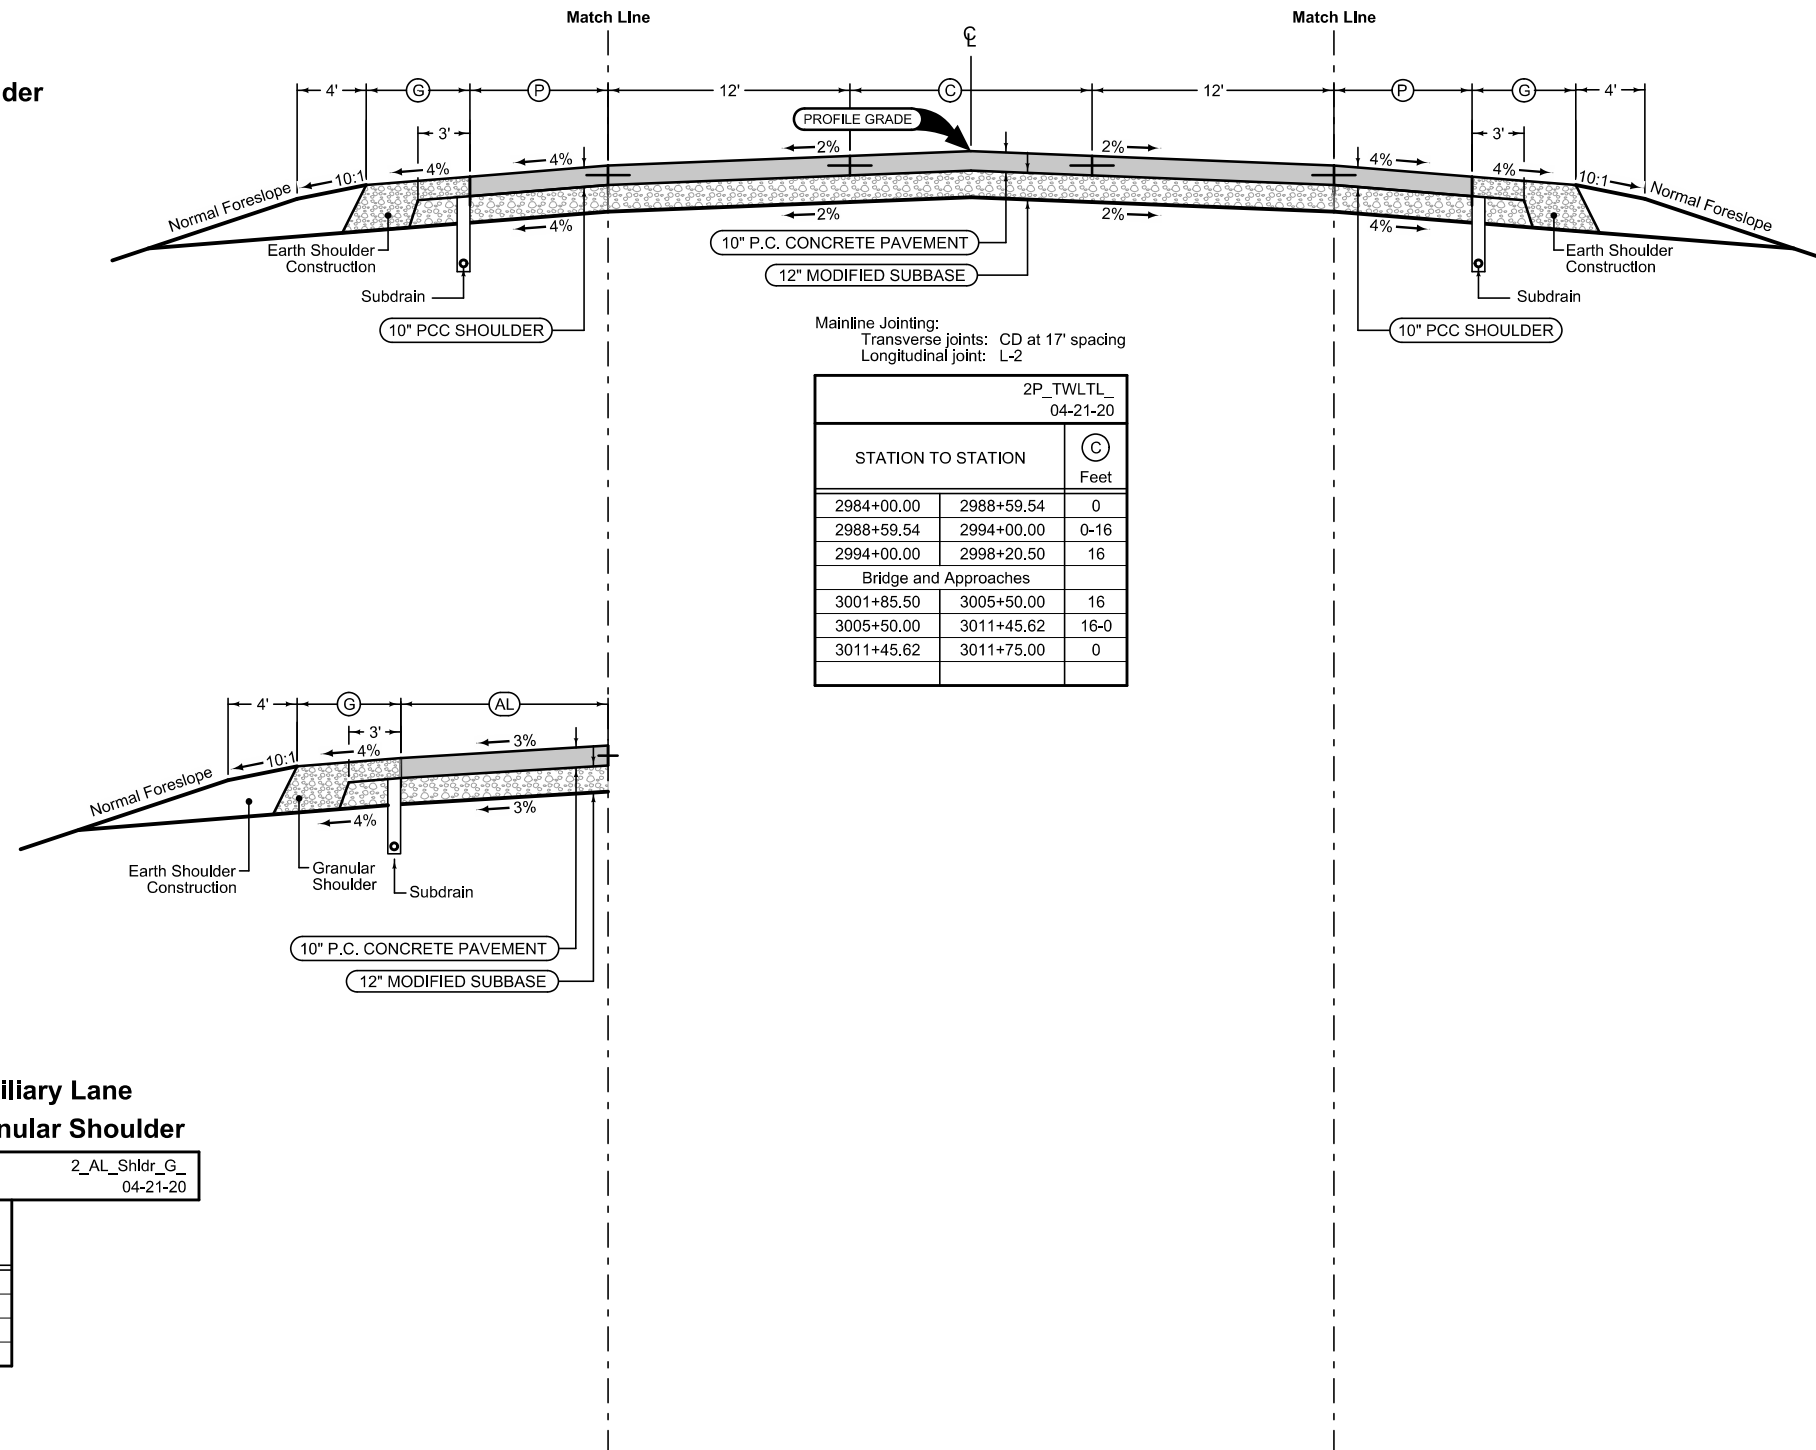 Match Line
Match Line
℄
der
4' G P 12' C 12' P G 4'
PROFILE GRADE
3' 3'
2% 2%
4% 4% 4% 4%
10:1 10:1
Normal Foreslope Normal Foreslope
2% 2%
4% 4%
Earth Shoulder
Construction
Subdrain
10" PCC SHOULDER
10" P.C. CONCRETE PAVEMENT
12" MODIFIED SUBBASE
Earth Shoulder
Construction
Subdrain
10" PCC SHOULDER
Mainline Jointing:
Transverse joints: CD at 17' spacing
Longitudinal joint: L-2
2P_TWLTL_
04-21-20
STATION TO STATION C
Feet
2984+00.00 2988+59.54 0
2988+59.54 2994+00.00 0-16
2994+00.00 2998+20.50 16
Bridge and Approaches
3001+85.50 3005+50.00 16
3005+50.00 3011+45.62 16-0
3011+45.62 3011+75.00 0
4' G AL
3'
3%
4%
10:1
Normal Foreslope
3%
4%
Earth Shoulder
Construction
Granular
Shoulder
Subdrain
10" P.C. CONCRETE PAVEMENT
12" MODIFIED SUBBASE
iliary Lane
nular Shoulder
2_AL_Shldr_G_
04-21-20